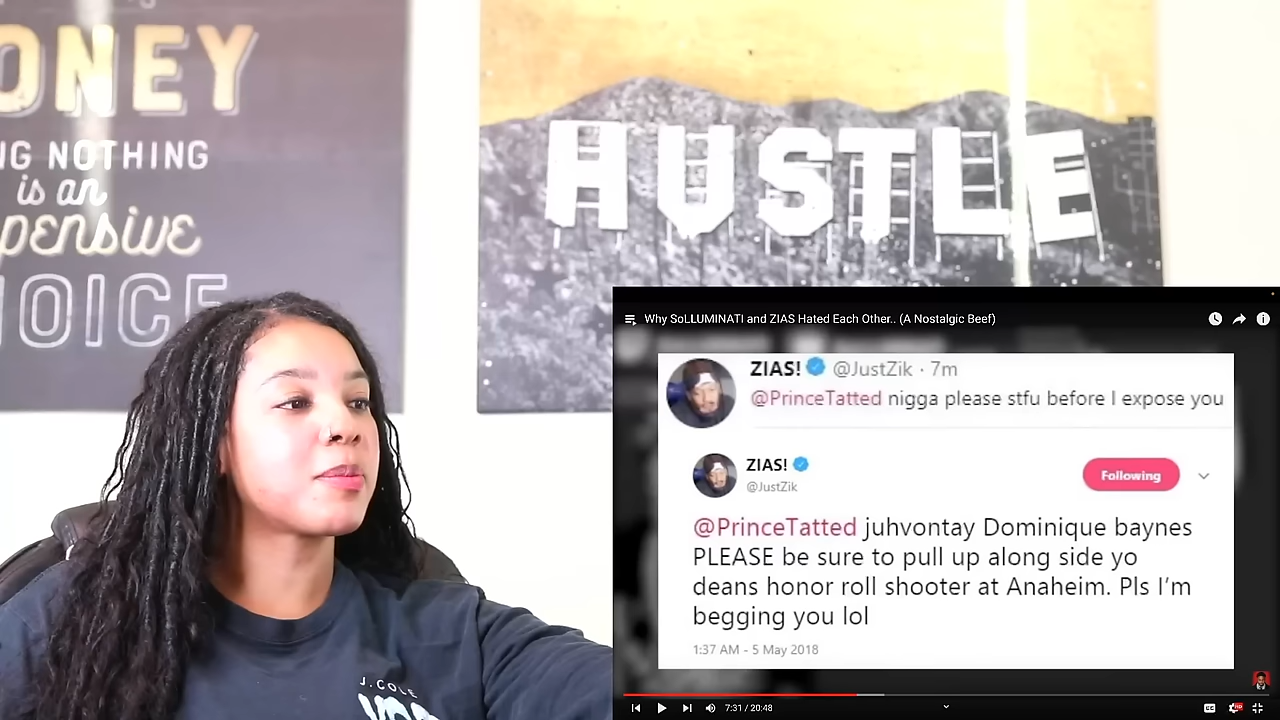 ONEY
NG NOTHING
is an
pensive
HOICE
HUSTLE
J.COLE
Why SoLLUMINATI and ZIAS Hated Each Other.. (A Nostalgic Beef)
ZIAS! @JustZik · 7m
@PrinceTatted nigga please stfu before I expose you
ZIAS!
@JustZik
Following
@PrinceTatted juhvontay Dominique baynes
PLEASE be sure to pull up along side yo
deans honor roll shooter at Anaheim. Pls I'm
begging you lol
1:37 AM - 5 May 2018
7:31 / 20:48
CC
HD